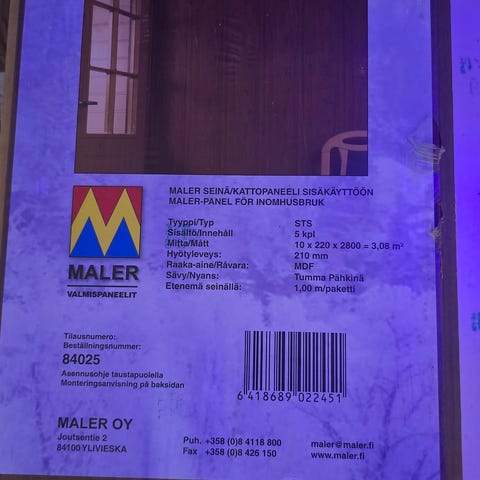 MALER SEINÄ/KATTOPANEELI SISÄKÄYTTÖÖN
MALER-PANEL FÖR INOMHUSBRUK
Tyyppi/Typ STS
Sisältö/Innehåll 5 kpl
Mitta/Mått 10 x 220 x 2800 = 3,08 m²
Hyötyleveys: 210 mm
Raaka-aine/Råvara: MDF
Sävy/Nyans: Tumma Pähkinä
Etenemä seinällä: 1,00 m/paketti
MALER
VALMISPANEELIT
Tilausnumero:
Beställningsnummer:
84025
Asennusohje taustapuolella
Monteringsanvisning på baksidan
6 418689 022451
MALER OY
Joutsentie 2
84100 YLIVIESKA
Puh. +358 (0)8 4118 800
Fax +358 (0)8 426 150
maler@maler.fi
www.maler.fi